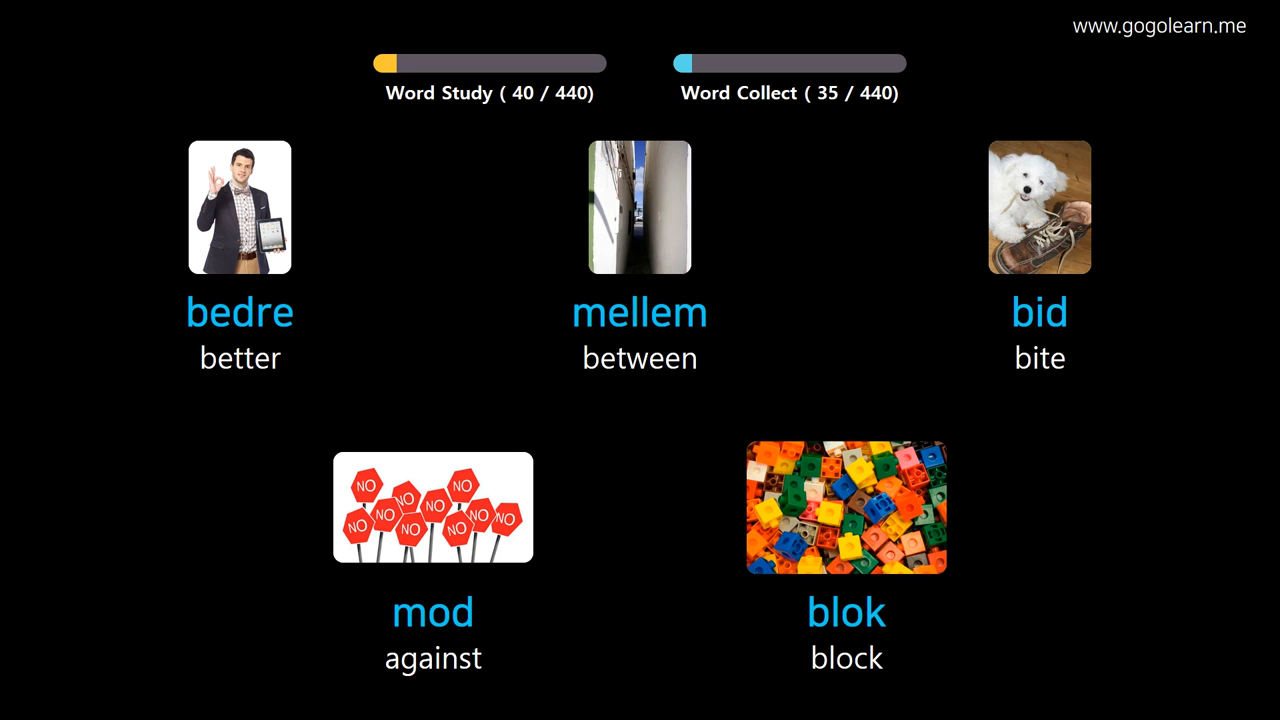 www.gogolearn.me
Word Study ( 40 / 440)
Word Collect ( 35 / 440)
bedre
better
mellem
between
bid
bite
NO
NO
NO
NO
NO
NO
NO
NO
NO
NO
mod
against
blok
block